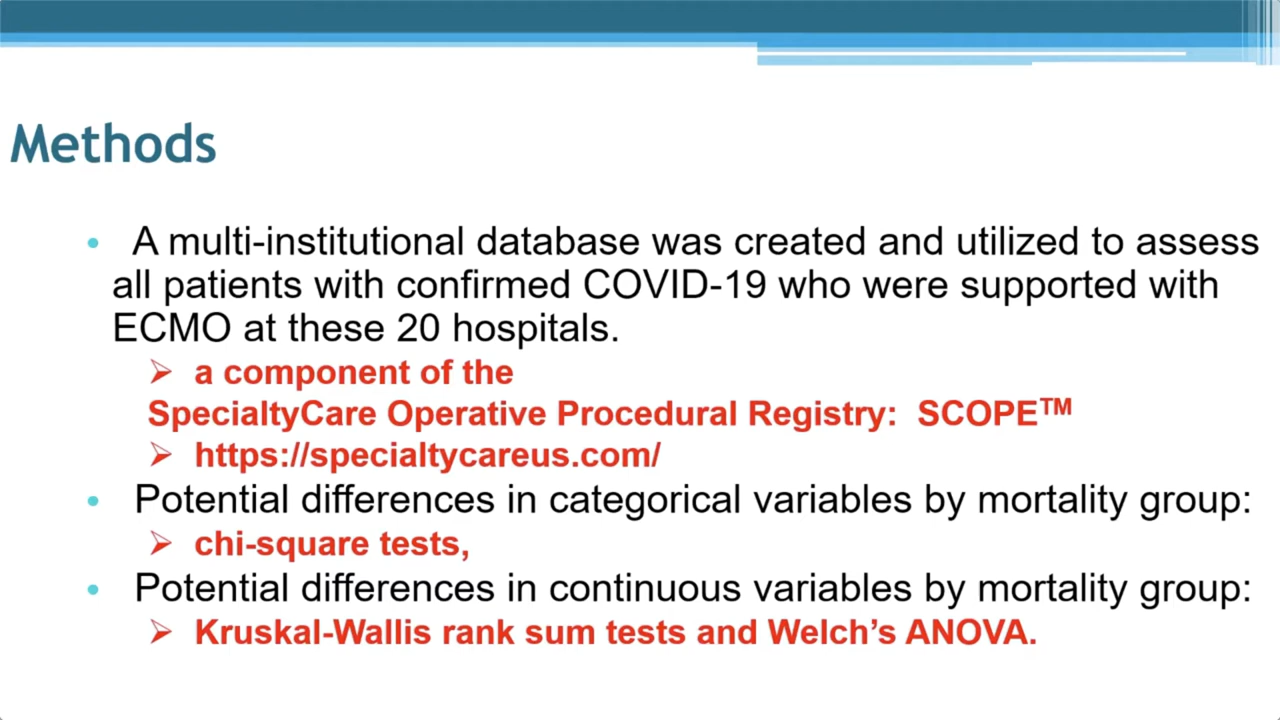 Methods
• A multi-institutional database was created and utilized to assess
all patients with confirmed COVID-19 who were supported with
ECMO at these 20 hospitals.
➢ a component of the
SpecialtyCare Operative Procedural Registry: SCOPE™
➢ https://specialtycareus.com/
• Potential differences in categorical variables by mortality group:
➢ chi-square tests,
• Potential differences in continuous variables by mortality group:
➢ Kruskal-Wallis rank sum tests and Welch’s ANOVA.